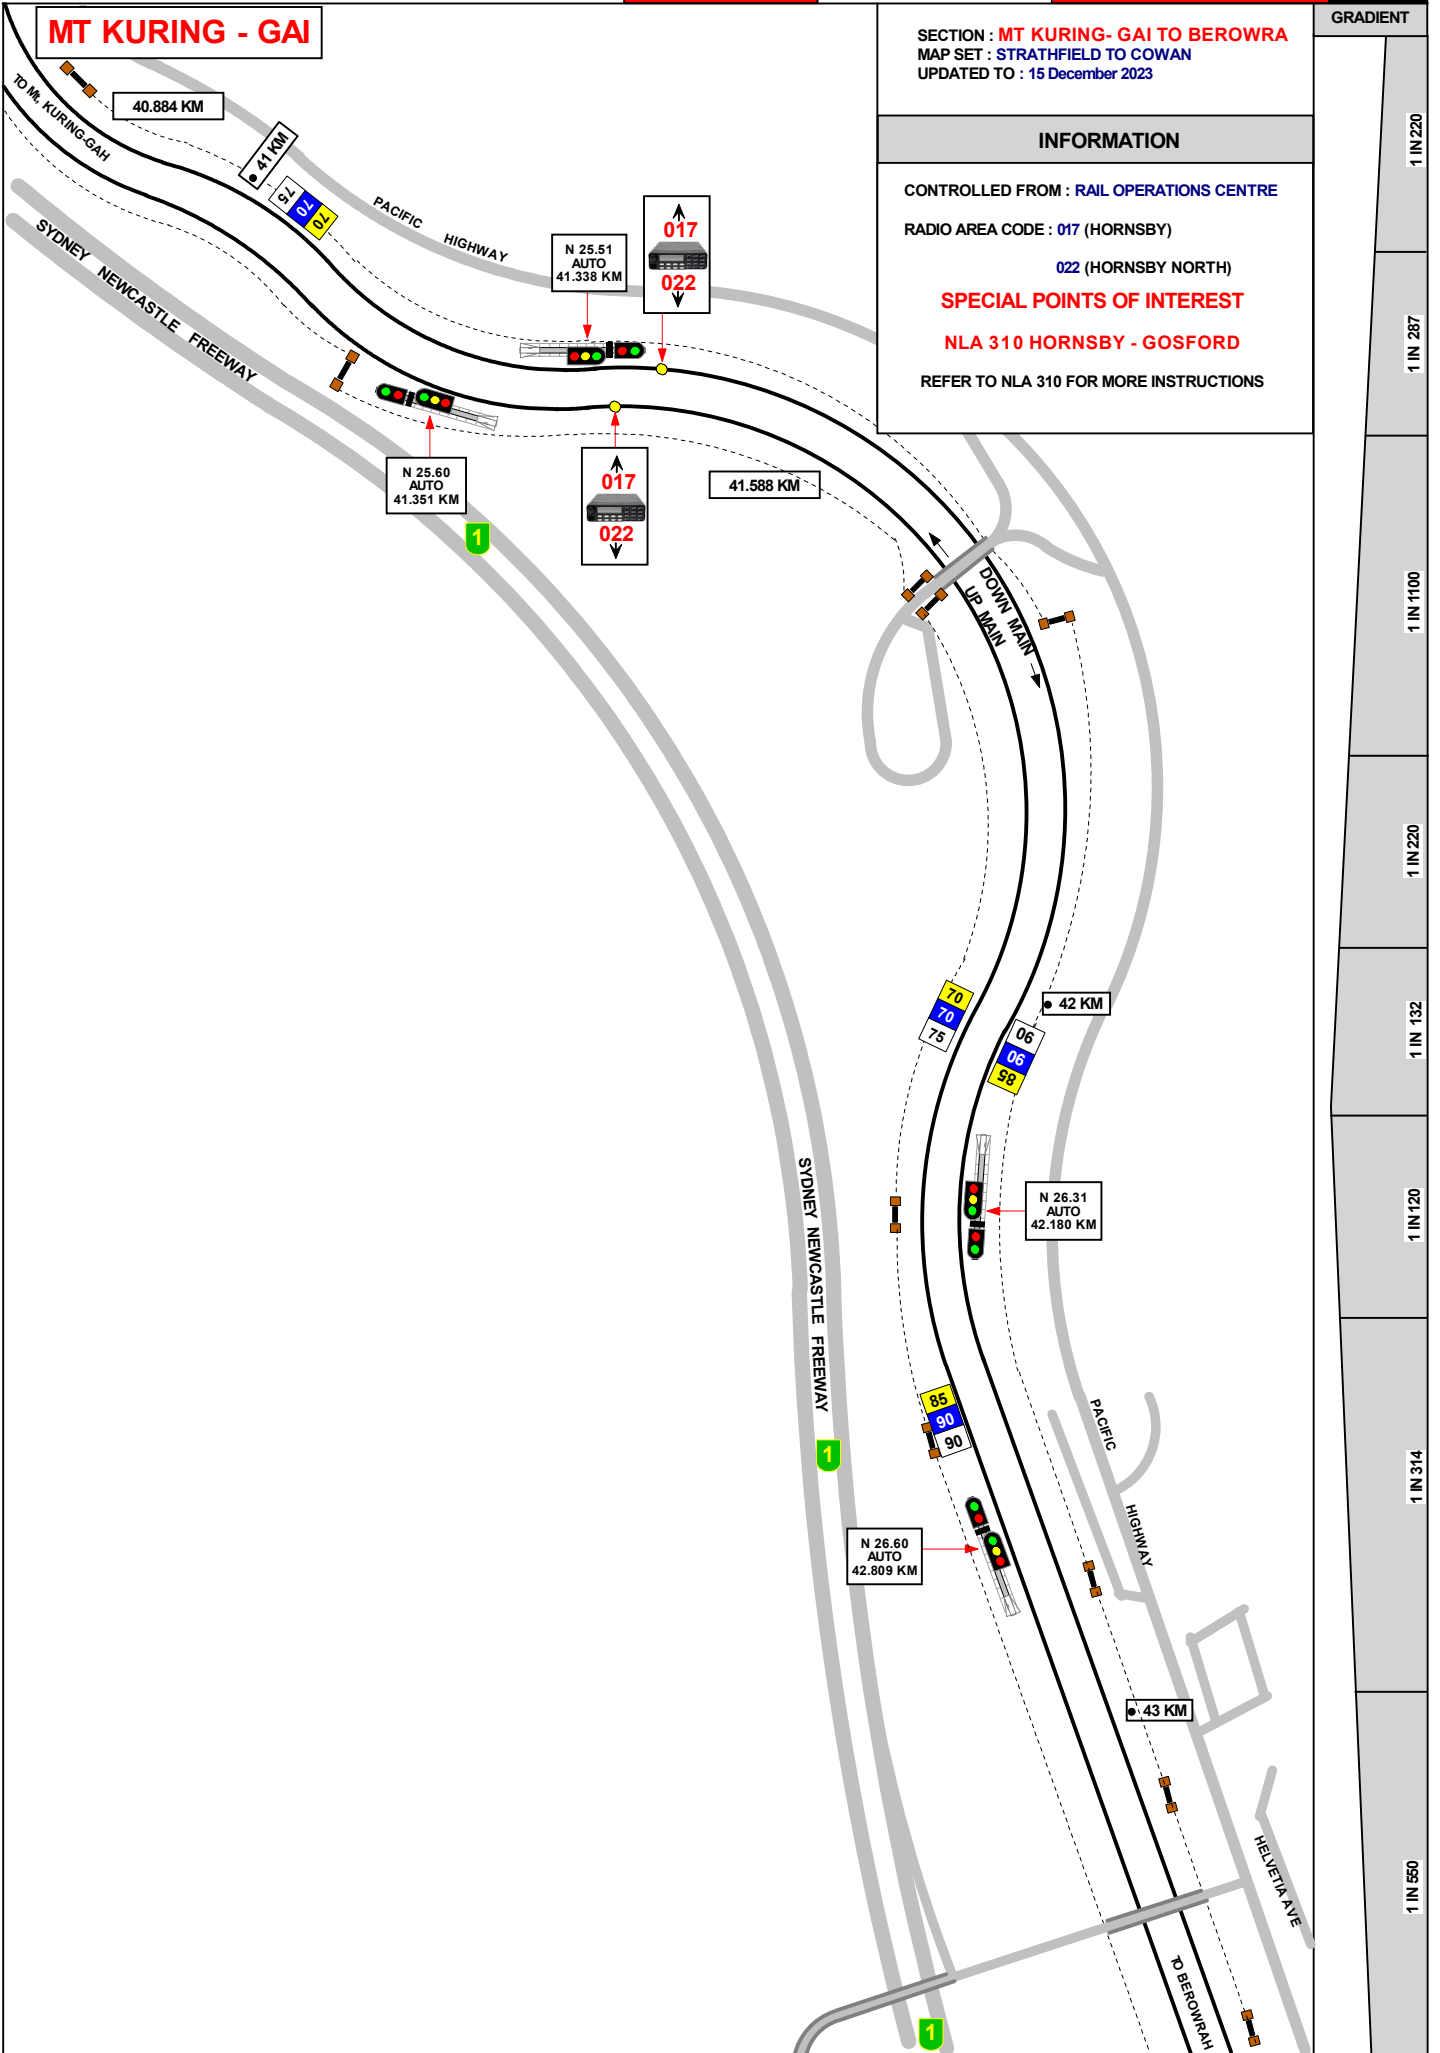 MT KURING - GAI
SECTION : MT KURING- GAI TO BEROWRA
MAP SET : STRATHFIELD TO COWAN
UPDATED TO : 15 December 2023
INFORMATION
CONTROLLED FROM : RAIL OPERATIONS CENTRE
RADIO AREA CODE : 017 (HORNSBY)
022 (HORNSBY NORTH)
SPECIAL POINTS OF INTEREST
NLA 310 HORNSBY - GOSFORD
REFER TO NLA 310 FOR MORE INSTRUCTIONS
GRADIENT
1 IN 220
1 IN 287
1 IN 1100
1 IN 220
1 IN 132
1 IN 120
1 IN 314
1 IN 550
TO Mt. KURING-GAH
40.884 KM
41 KM
75
70
70
PACIFIC
HIGHWAY
SYDNEY NEWCASTLE FREEWAY
N 25.51
AUTO
41.338 KM
017
022
N 25.60
AUTO
41.351 KM
017
022
41.588 KM
1
DOWN MAIN
UP MAIN
70
70
75
42 KM
90
90
85
N 26.31
AUTO
42.180 KM
SYDNEY NEWCASTLE FREEWAY
85
90
90
PACIFIC
HIGHWAY
1
N 26.60
AUTO
42.809 KM
43 KM
HELVETIA AVE
TO BEROWRAH
1